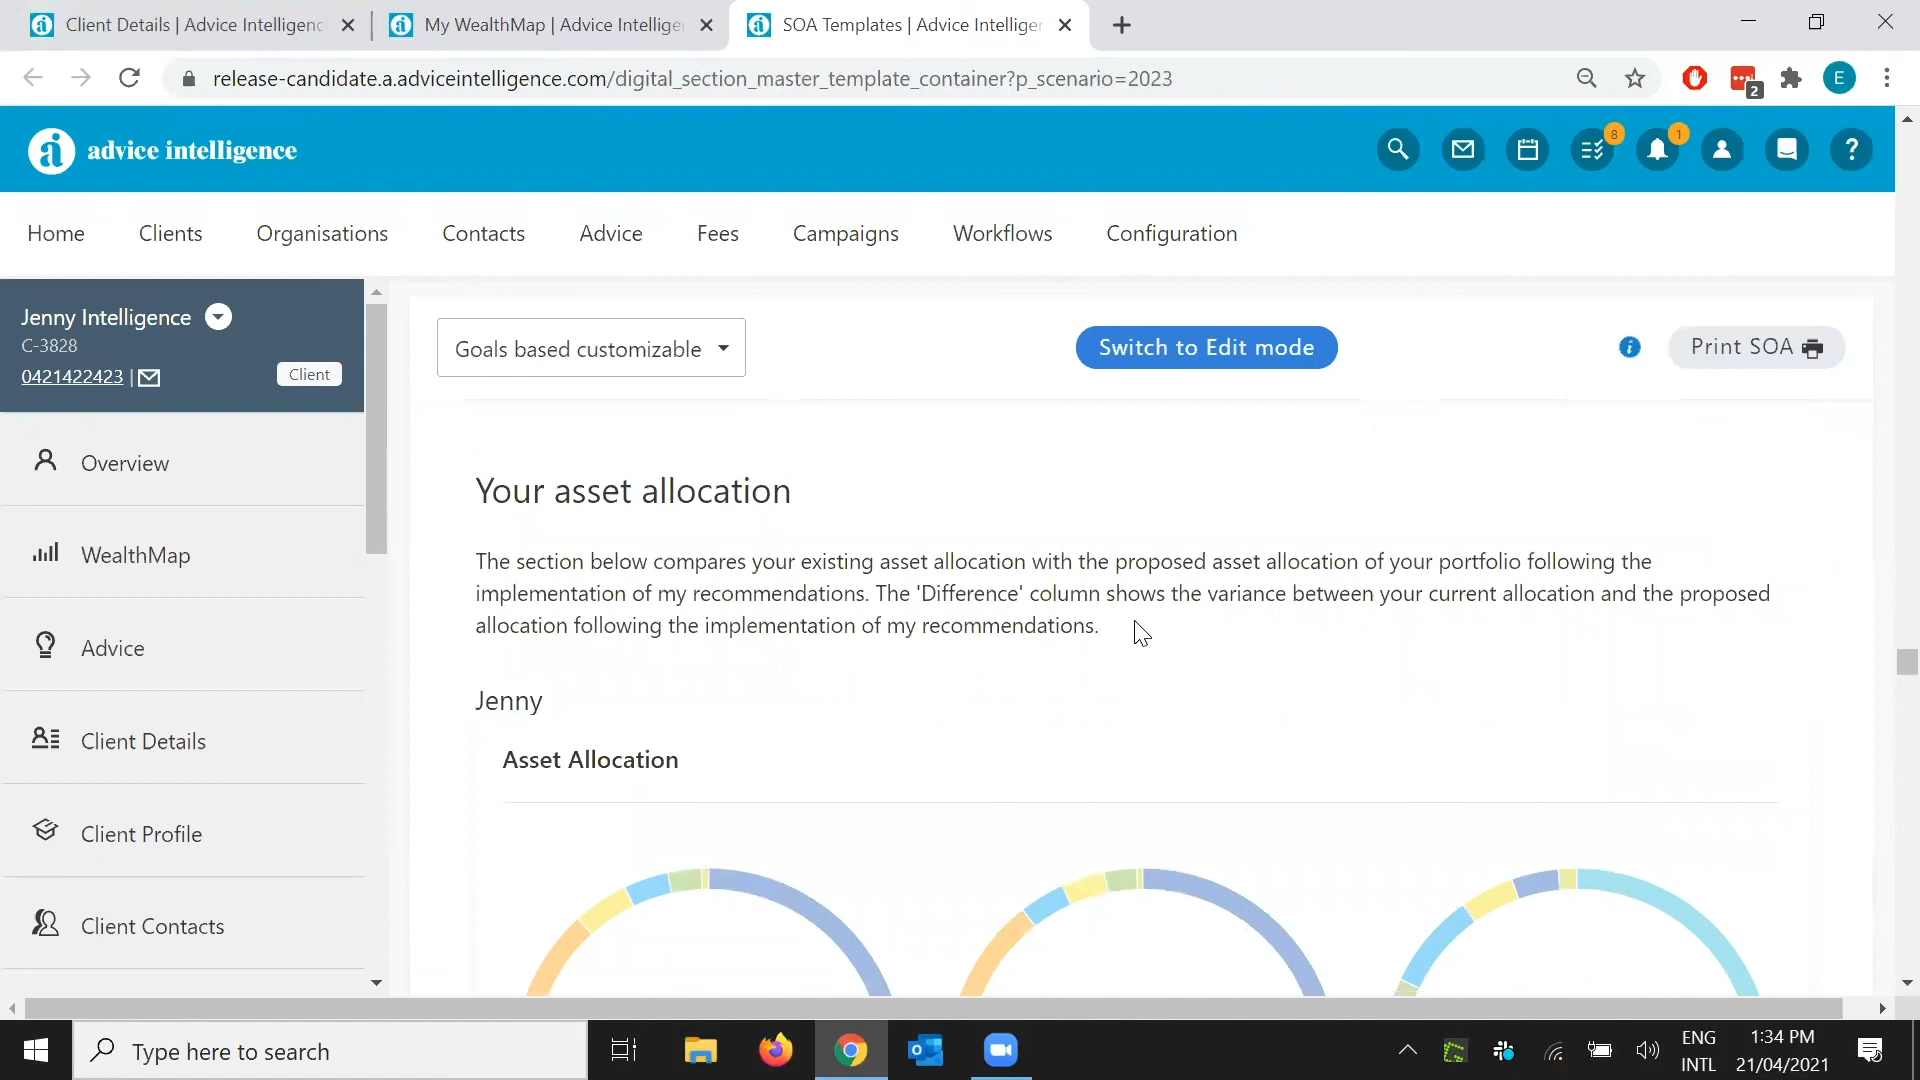 Client Details | Advice Intelligenc
My WealthMap | Advice Intellige
SOA Templates | Advice Intelliger
release-candidate.a.adviceintelligence.com/digital_section_master_template_container?p_scenario=2023
E
2
advice intelligence
8
1
?
Home
Clients
Organisations
Contacts
Advice
Fees
Campaigns
Workflows
Configuration
Jenny Intelligence
C-3828
0421422423 |
Client
Overview
WealthMap
Advice
Client Details
Client Profile
Client Contacts
Goals based customizable
Switch to Edit mode
i
Print SOA
Your asset allocation
The section below compares your existing asset allocation with the proposed asset allocation of your portfolio following the
implementation of my recommendations. The 'Difference' column shows the variance between your current allocation and the proposed
allocation following the implementation of my recommendations.
Jenny
Asset Allocation
Type here to search
ENG
INTL
1:34 PM
21/04/2021